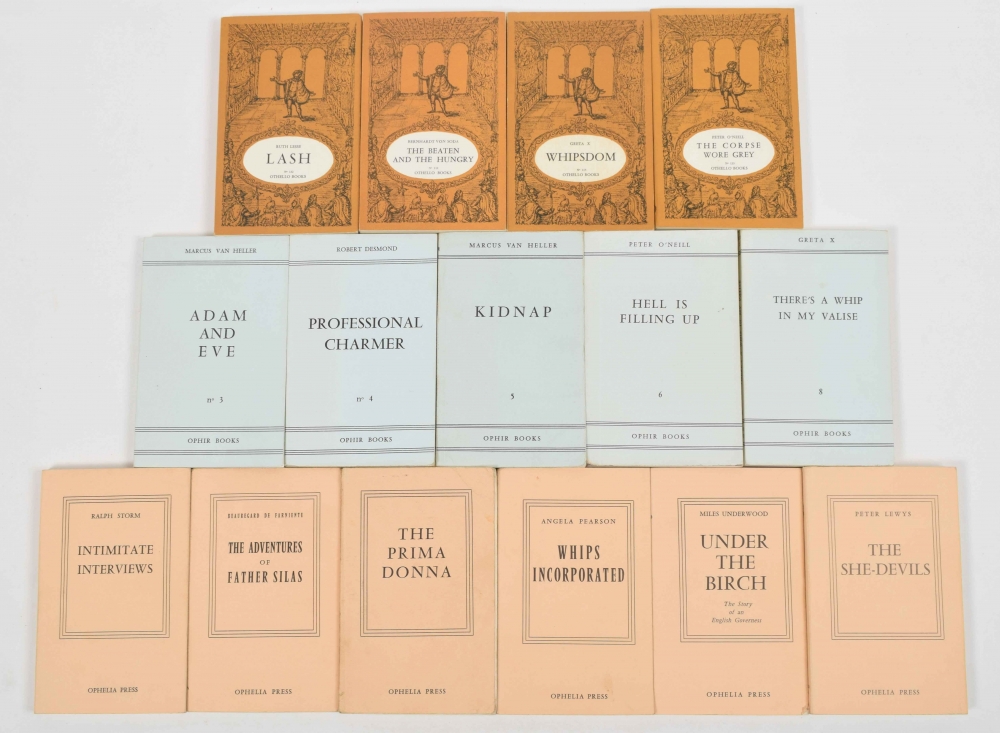 LASH
OTHELLO BOOKS
THE BEATEN
AND THE HUNGRY
OTHELLO BOOKS
GRETA X
WHIPSDOM
OTHELLO BOOKS
PETER O'NEILL
THE CORPSE
WORE GREY
OTHELLO BOOKS
MARCUS VAN HELLER
ADAM
AND
EVE
nº 3
OPHIR BOOKS
ROBERT DESMOND
PROFESSIONAL
CHARMER
nº 4
OPHIR BOOKS
MARCUS VAN HELLER
KIDNAP
5
OPHIR BOOKS
PETER O'NEILL
HELL IS
FILLING UP
6
OPHIR BOOKS
GRETA X
THERE'S A WHIP
IN MY VALISE
8
OPHIR BOOKS
RALPH STORM
INTIMITATE
INTERVIEWS
OPHELIA PRESS
BEAUREGARD DE FARNIENTE
THE ADVENTURES
OF
FATHER SILAS
OPHELIA PRESS
THE
PRIMA
DONNA
OPHELIA PRESS
ANGELA PEARSON
WHIPS
INCORPORATED
OPHELIA PRESS
MILES UNDERWOOD
UNDER
THE
BIRCH
The Story
of an
English Governess
OPHELIA PRESS
PETER LEWYS
THE
SHE-DEVILS
OPHELIA PRESS